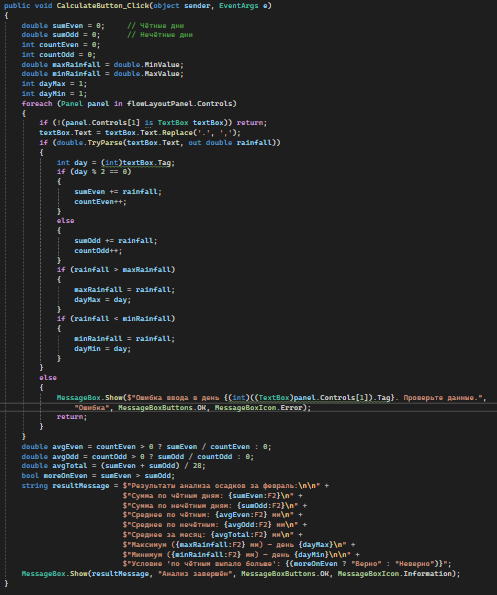 public void CalculateButton_Click(object sender, EventArgs e)
{
    double sumEven = 0;     // Чётные дни
    double sumOdd = 0;      // Нечётные дни
    int countEven = 0;
    int countOdd = 0;
    double maxRainfall = double.MinValue;
    double minRainfall = double.MaxValue;
    int dayMax = 1;
    int dayMin = 1;
    foreach (Panel panel in flowLayoutPanel.Controls)
    {
        if (!(panel.Controls[1] is TextBox textBox)) return;
        textBox.Text = textBox.Text.Replace('.', ',');
        if (double.TryParse(textBox.Text, out double rainfall))
        {
            int day = (int)textBox.Tag;
            if (day % 2 == 0)
            {
                sumEven += rainfall;
                countEven++;
            }
            else
            {
                sumOdd += rainfall;
                countOdd++;
            }
            if (rainfall > maxRainfall)
            {
                maxRainfall = rainfall;
                dayMax = day;
            }
            if (rainfall < minRainfall)
            {
                minRainfall = rainfall;
                dayMin = day;
            }
        }
        else
        {
            MessageBox.Show($"Ошибка ввода в день {(int)((TextBox)panel.Controls[1]).Tag}. Проверьте данные.",
                "Ошибка", MessageBoxButtons.OK, MessageBoxIcon.Error);
            return;
        }
    }
    double avgEven = countEven > 0 ? sumEven / countEven : 0;
    double avgOdd = countOdd > 0 ? sumOdd / countOdd : 0;
    double avgTotal = (sumEven + sumOdd) / 28;
    bool moreOnEven = sumEven > sumOdd;
    string resultMessage = $"Результаты анализа осадков за февраль:\n\n" +
                           $"Сумма по чётным дням: {sumEven:F2}\n" +
                           $"Сумма по нечётным дням: {sumOdd:F2}\n" +
                           $"Среднее по чётным: {avgEven:F2} мм\n" +
                           $"Среднее по нечётным: {avgOdd:F2} мм\n" +
                           $"Среднее за месяц: {avgTotal:F2} мм\n" +
                           $"Максимум ({maxRainfall:F2} мм) — день {dayMax}\n" +
                           $"Минимум ({minRainfall:F2} мм) — день {dayMin}\n\n" +
                           $"Условие 'по чётным выпало больше': {(moreOnEven ? "Верно" : "Неверно")}";
    MessageBox.Show(resultMessage, "Анализ завершён", MessageBoxButtons.OK, MessageBoxIcon.Information);
}